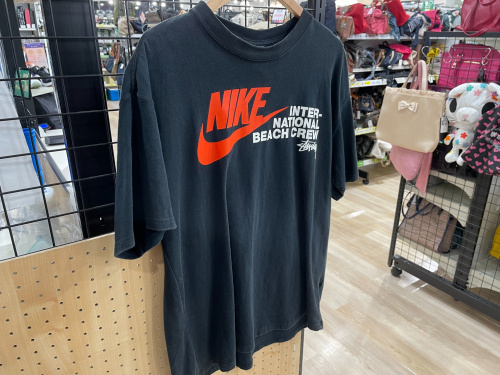 NIKE
INTER-
NATIONAL
BEACH CREW
Stüssy